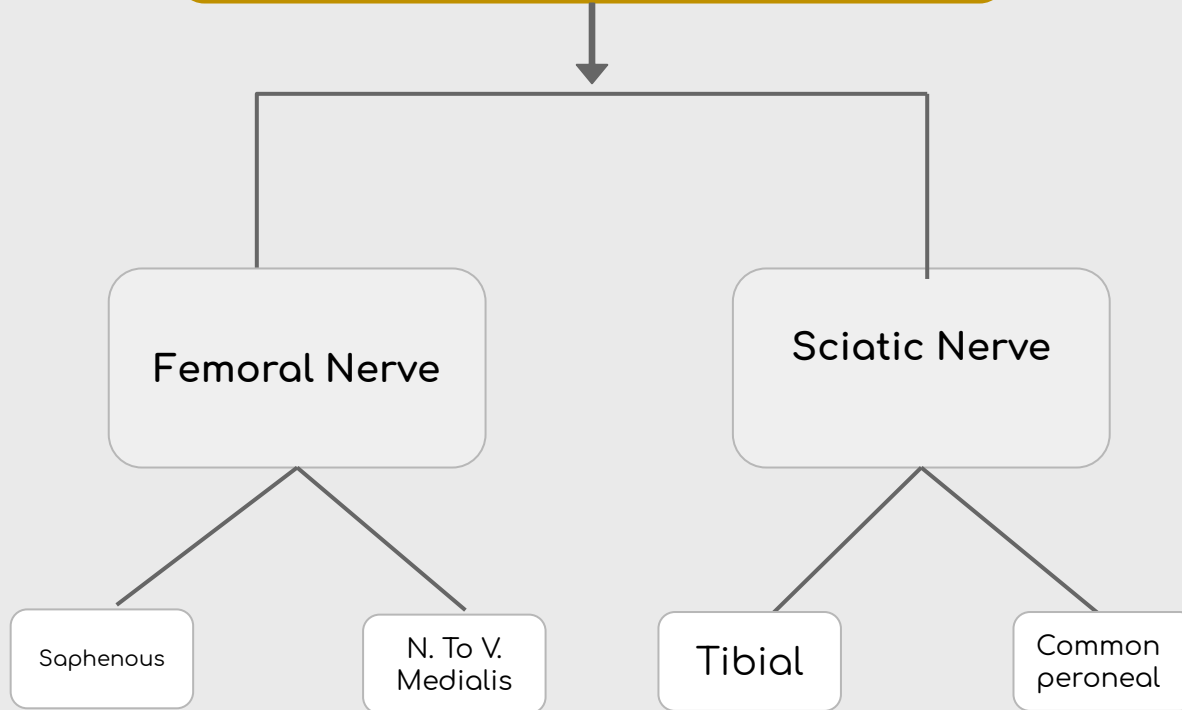 Femoral Nerve
Sciatic Nerve
Saphenous
N. To V.
Medialis
Tibial
Common
peroneal